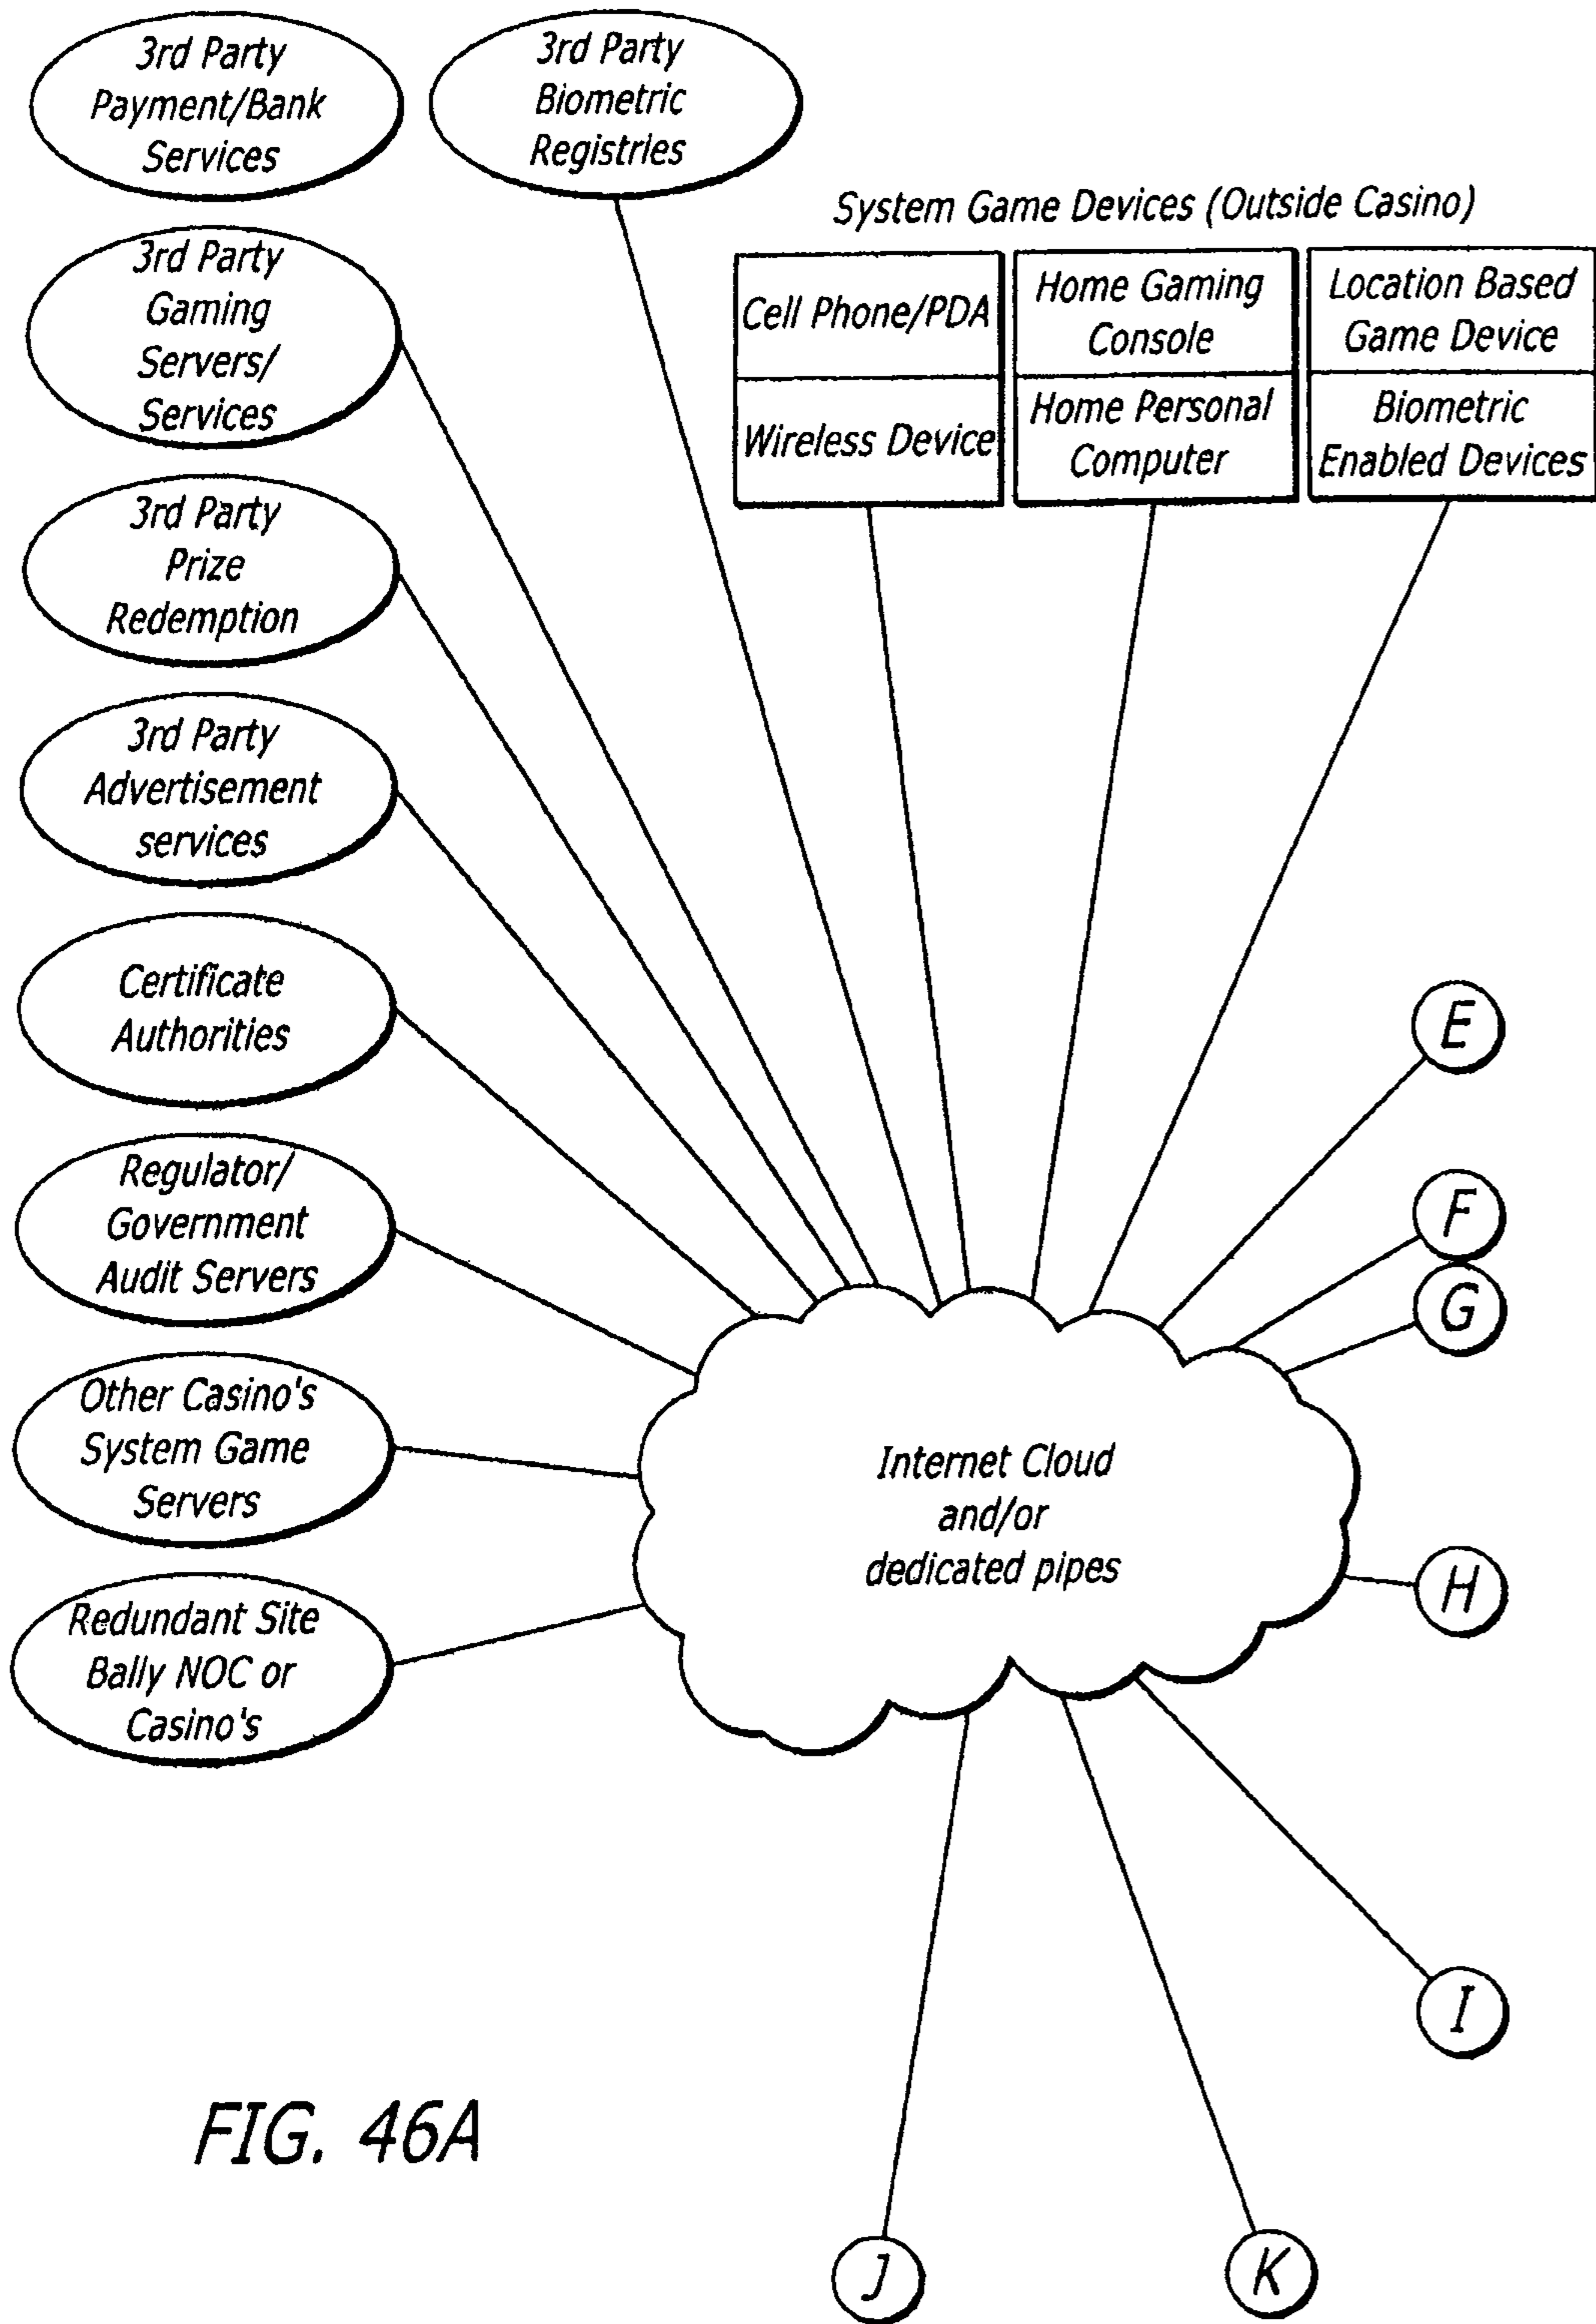 3rd Party
Payment/Bank
Services
3rd Party
Biometric
Registries
System Game Devices (Outside Casino)
Cell Phone/PDA
Wireless Device
Home Gaming
Console
Home Personal
Computer
Location Based
Game Device
Biometric
Enabled Devices
3rd Party
Gaming
Servers/
Services
3rd Party
Prize
Redemption
3rd Party
Advertisement
services
Certificate
Authorities
Regulator/
Government
Audit Servers
Other Casino's
System Game
Servers
Redundant Site
Bally NOC or
Casino's
Internet Cloud
and/or
dedicated pipes
E
F
G
H
I
J
K
FIG. 46A